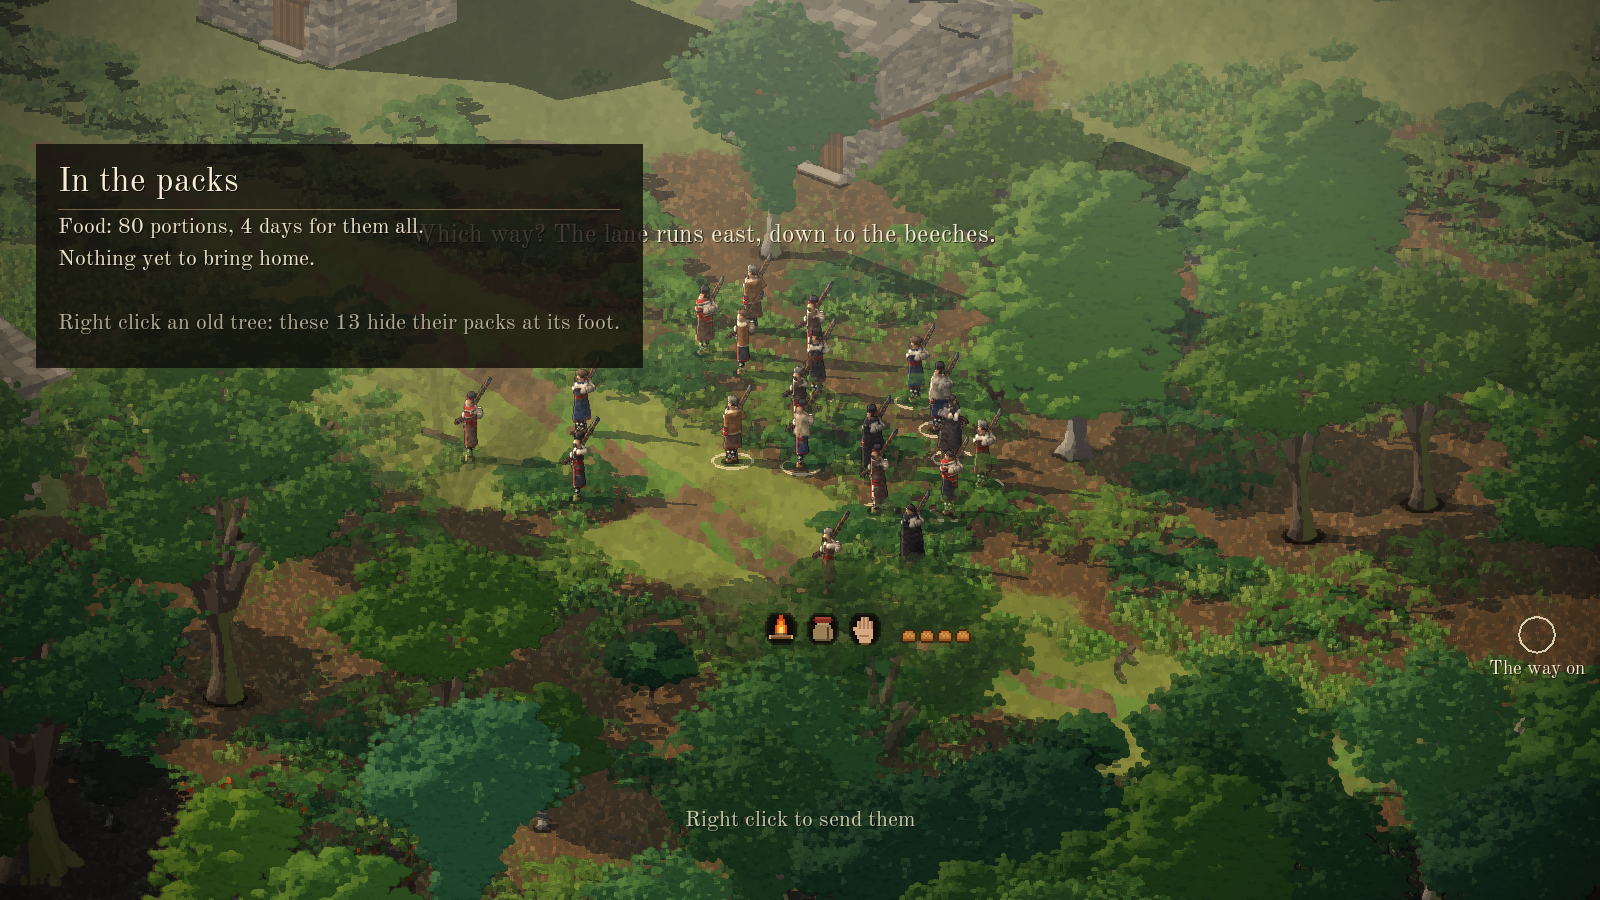 In the packs
Food: 80 portions, 4 days for them all.
Which way? The lane runs east, down to the beeches.
Nothing yet to bring home.
Right click an old tree: these 13 hide their packs at its foot.
The way on
Right click to send them